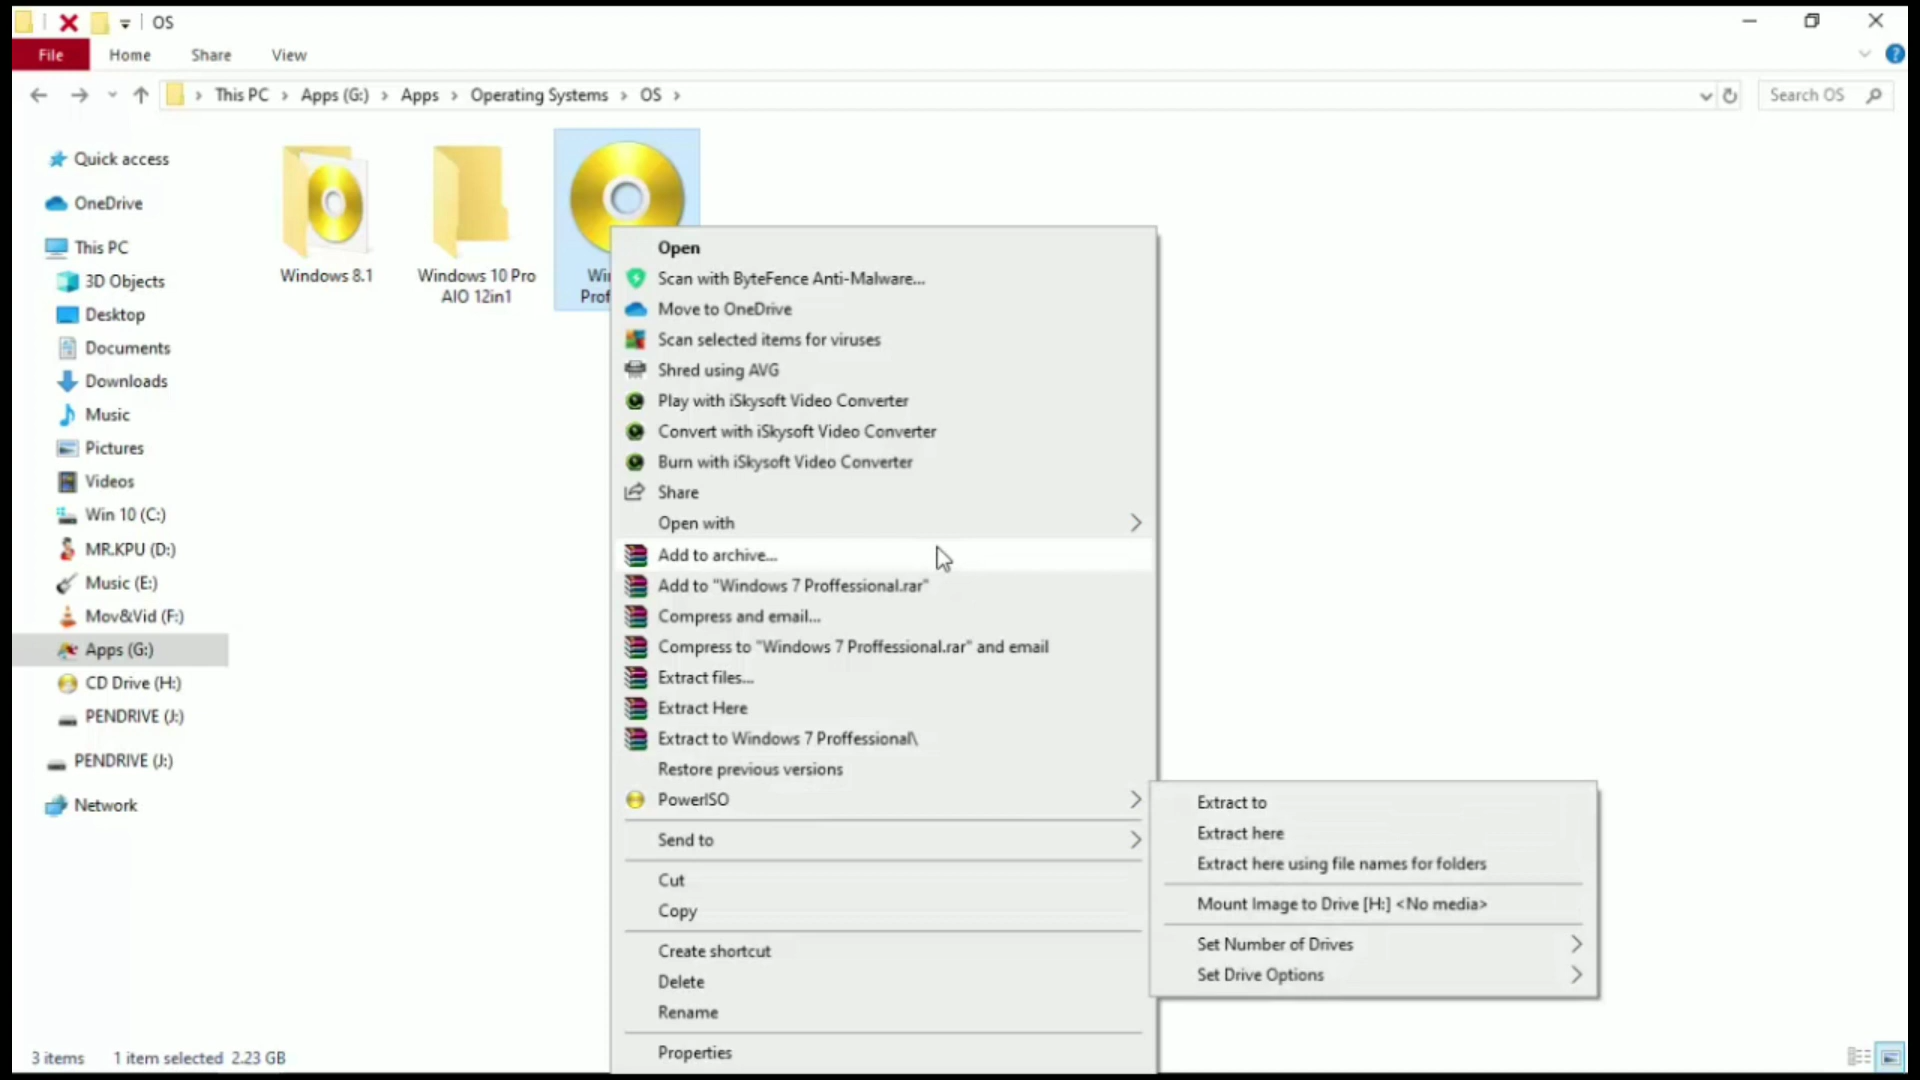 OS
File Home Share View
This PC > Apps (G:) > Apps > Operating Systems > OS >
Search OS
Quick access
OneDrive
This PC
3D Objects
Desktop
Documents
Downloads
Music
Pictures
Videos
Win 10 (C:)
MR.KPU (D:)
Music (E:)
Mov&Vid (F:)
Apps (G:)
CD Drive (H:)
PENDRIVE (J:)
PENDRIVE (J:)
Network
Windows 8.1
Windows 10 Pro
AIO 12in1
Open
Scan with ByteFence Anti-Malware...
Move to OneDrive
Scan selected items for viruses
Shred using AVG
Play with iSkysoft Video Converter
Convert with iSkysoft Video Converter
Burn with iSkysoft Video Converter
Share
Open with
Add to archive...
Add to "Windows 7 Proffessional.rar"
Compress and email...
Compress to "Windows 7 Proffessional.rar" and email
Extract files...
Extract Here
Extract to Windows 7 Proffessional\
Restore previous versions
PowerISO
Send to
Cut
Copy
Create shortcut
Delete
Rename
Properties
Extract to
Extract here
Extract here using file names for folders
Mount Image to Drive [H:] <No media>
Set Number of Drives
Set Drive Options
3 items 1 item selected 2.23 GB